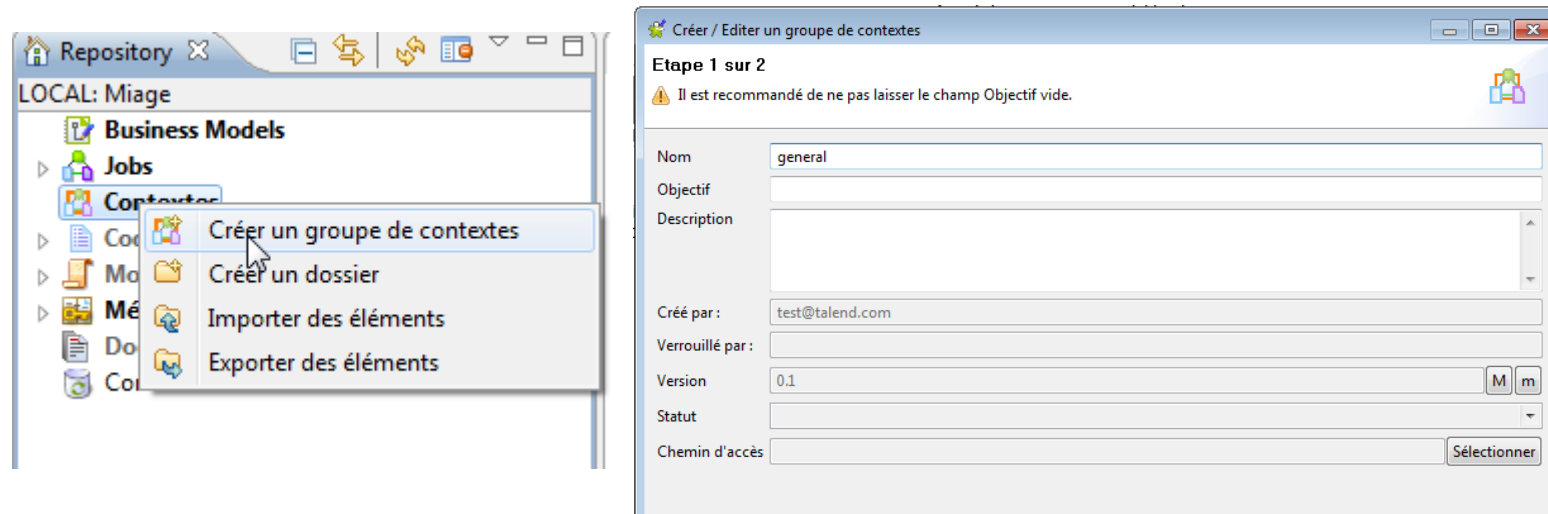 Repository
LOCAL: Miage
Business Models
Jobs
Contextes
Créer un groupe de contextes
Créer un dossier
Mé
Importer des éléments
Exporter des éléments
Créer / Editer un groupe de contextes
Etape 1 sur 2
Il est recommandé de ne pas laisser le champ Objectif vide.
Nom general
Objectif
Description
Créé par : test@talend.com
Verrouillé par :
Version 0.1 M m
Statut
Chemin d'accès Sélectionner